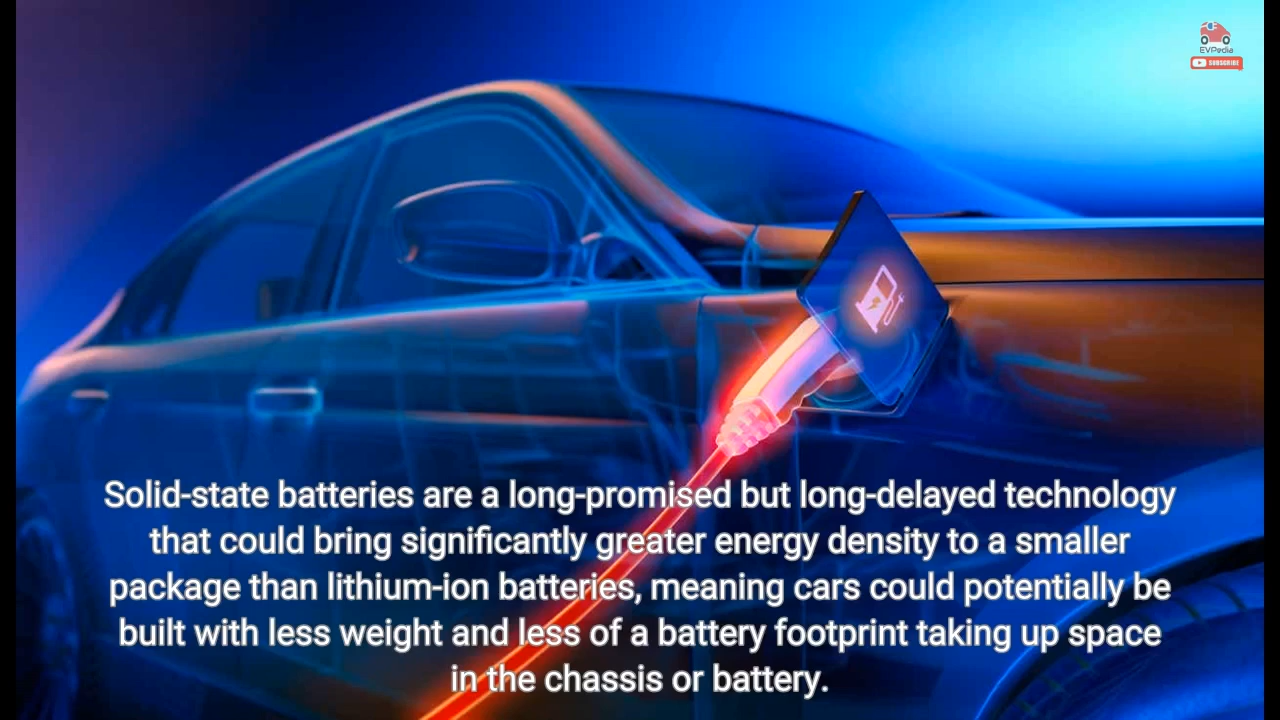 EVPedia
SUBSCRIBE
Solid-state batteries are a long-promised but long-delayed technology
that could bring significantly greater energy density to a smaller
package than lithium-ion batteries, meaning cars could potentially be
built with less weight and less of a battery footprint taking up space
in the chassis or battery.